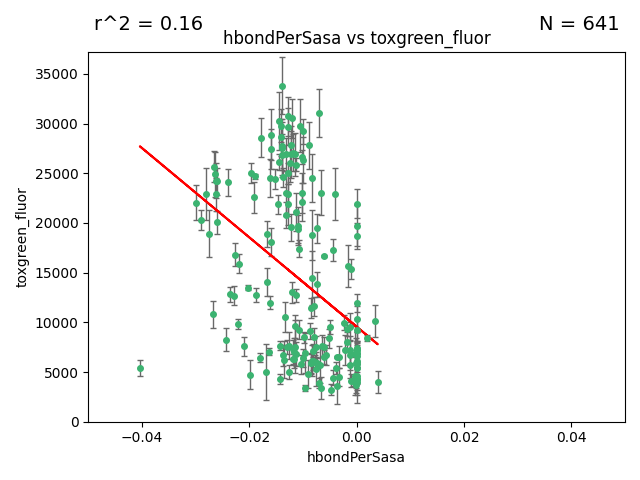 r^2 = 0.16
N = 641
hbondPerSasa vs toxgreen_fluor
35000
30000
25000
20000
15000
10000
5000
0
toxgreen_fluor
−0.04
−0.02
0.00
0.02
0.04
hbondPerSasa